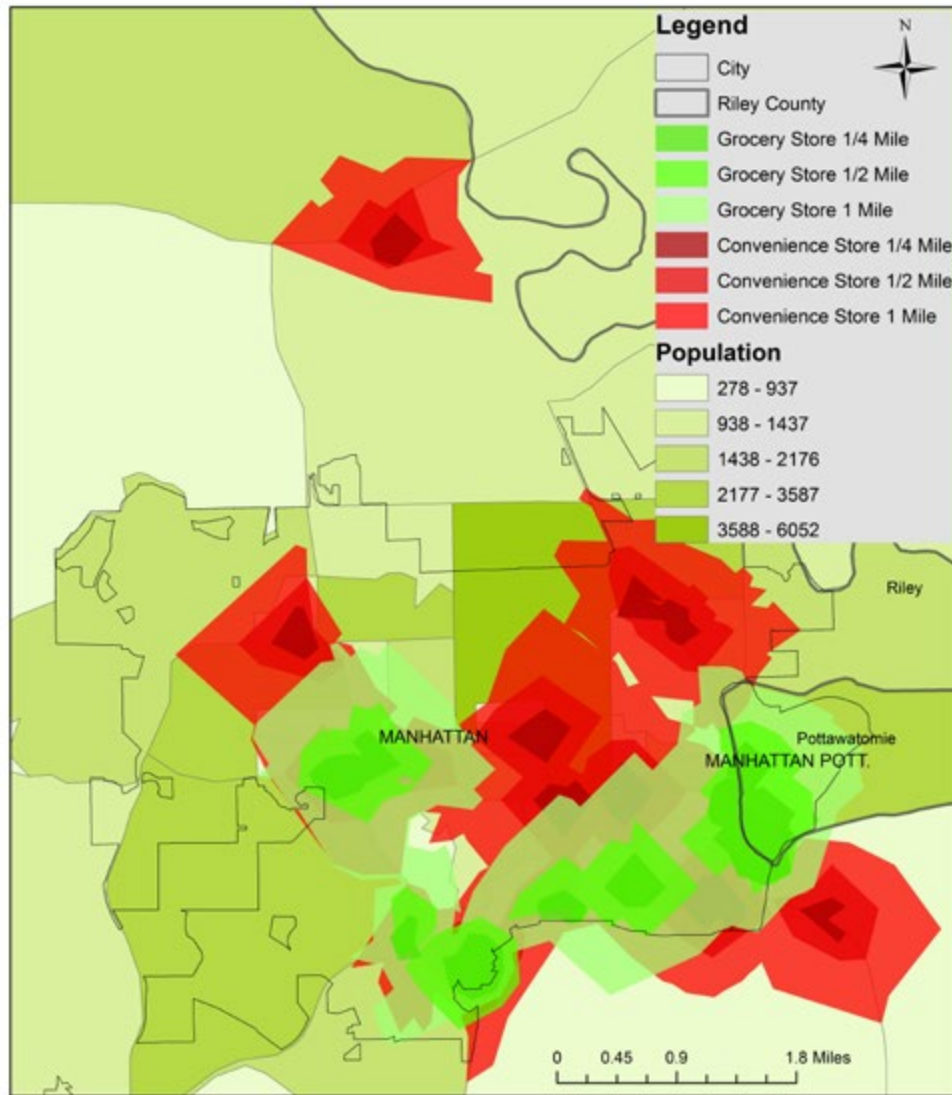 Legend
N
City
Riley County
Grocery Store 1/4 Mile
Grocery Store 1/2 Mile
Grocery Store 1 Mile
Convenience Store 1/4 Mile
Convenience Store 1/2 Mile
Convenience Store 1 Mile
Population
278 - 937
938 - 1437
1438 - 2176
2177 - 3587
3588 - 6052
Riley
MANHATTAN
Pottawatomie
MANHATTAN POTT.
0 0.45 0.9 1.8 Miles